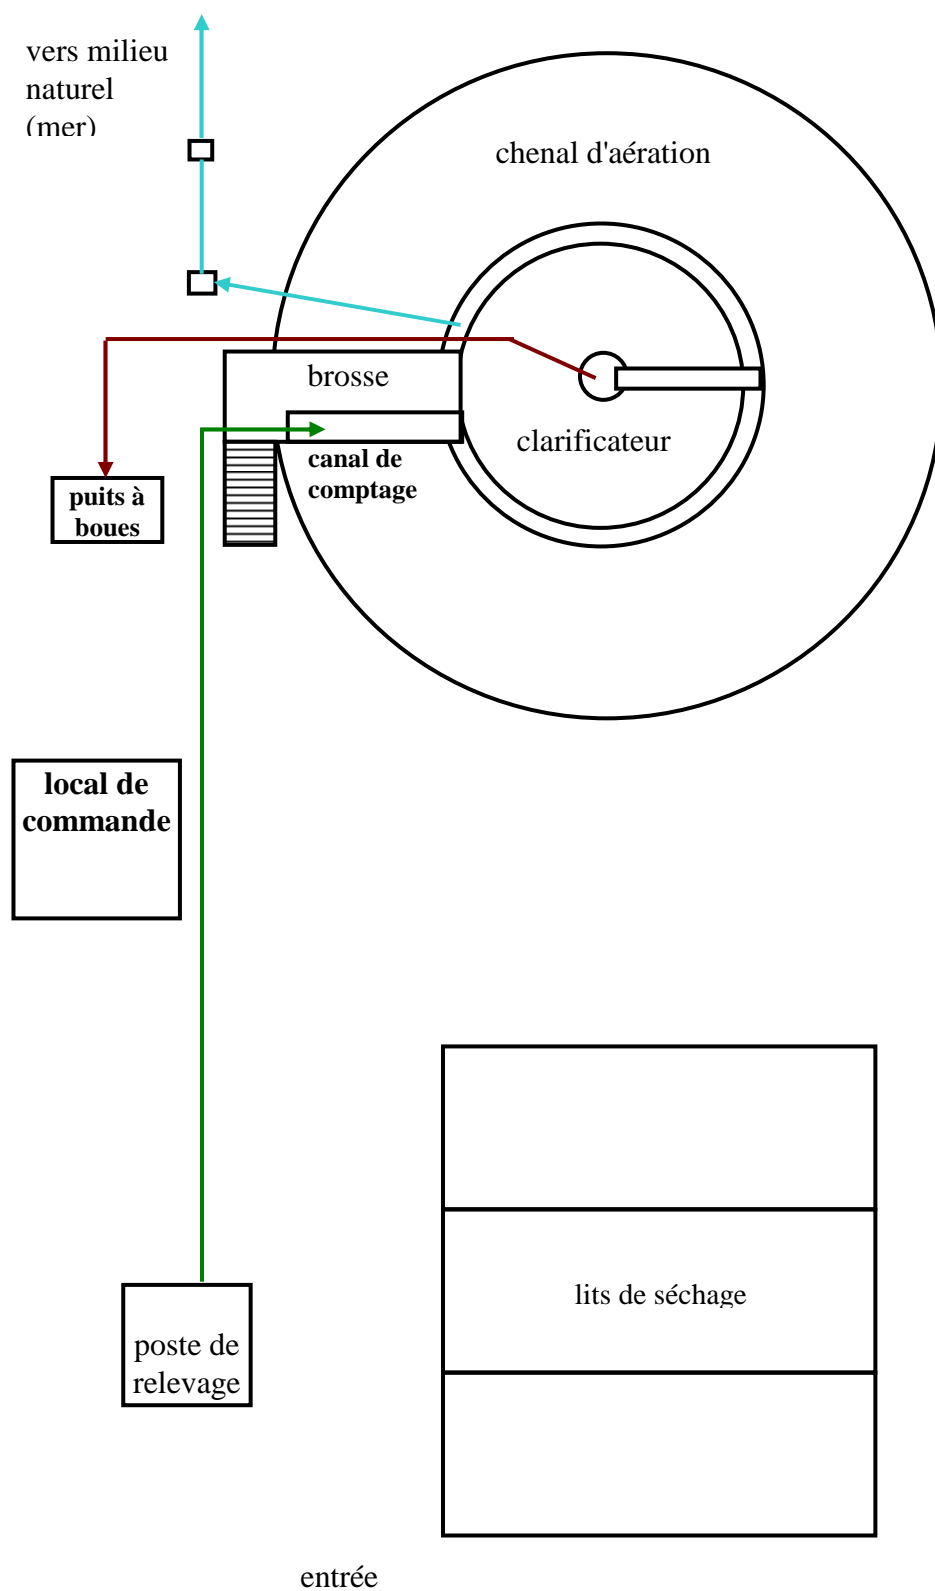 vers milieu
naturel
(mer)
chenal d'aération
brosse
clarificateur
canal de
comptage
puits à
boues
local de
commande
lits de séchage
poste de
relevage
entrée